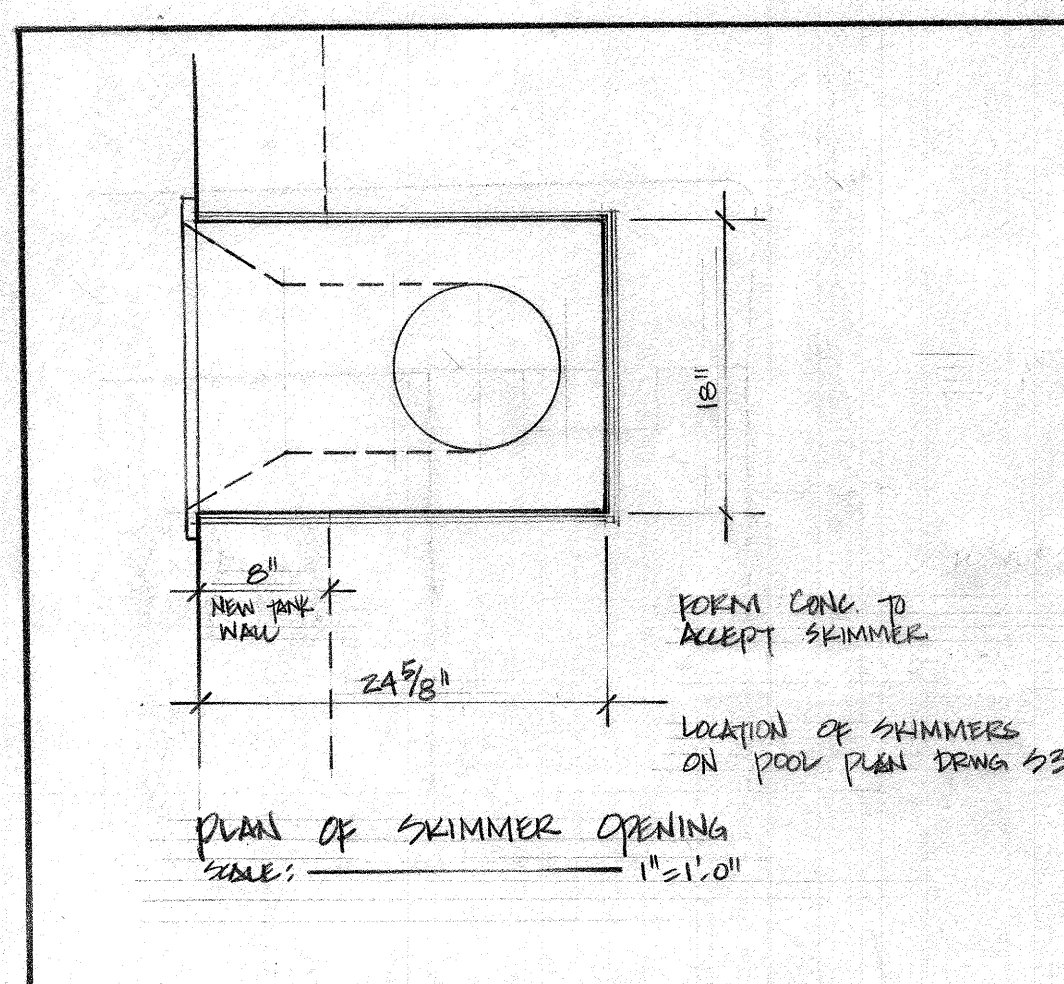 18"
8"
NEW TANK
WALL
24 5/8"
FORM CONC. TO
ACCEPT SKIMMER
LOCATION OF SKIMMERS
ON POOL PLAN DRWG S3
PLAN OF SKIMMER OPENING
SCALE: 1"=1'-0"